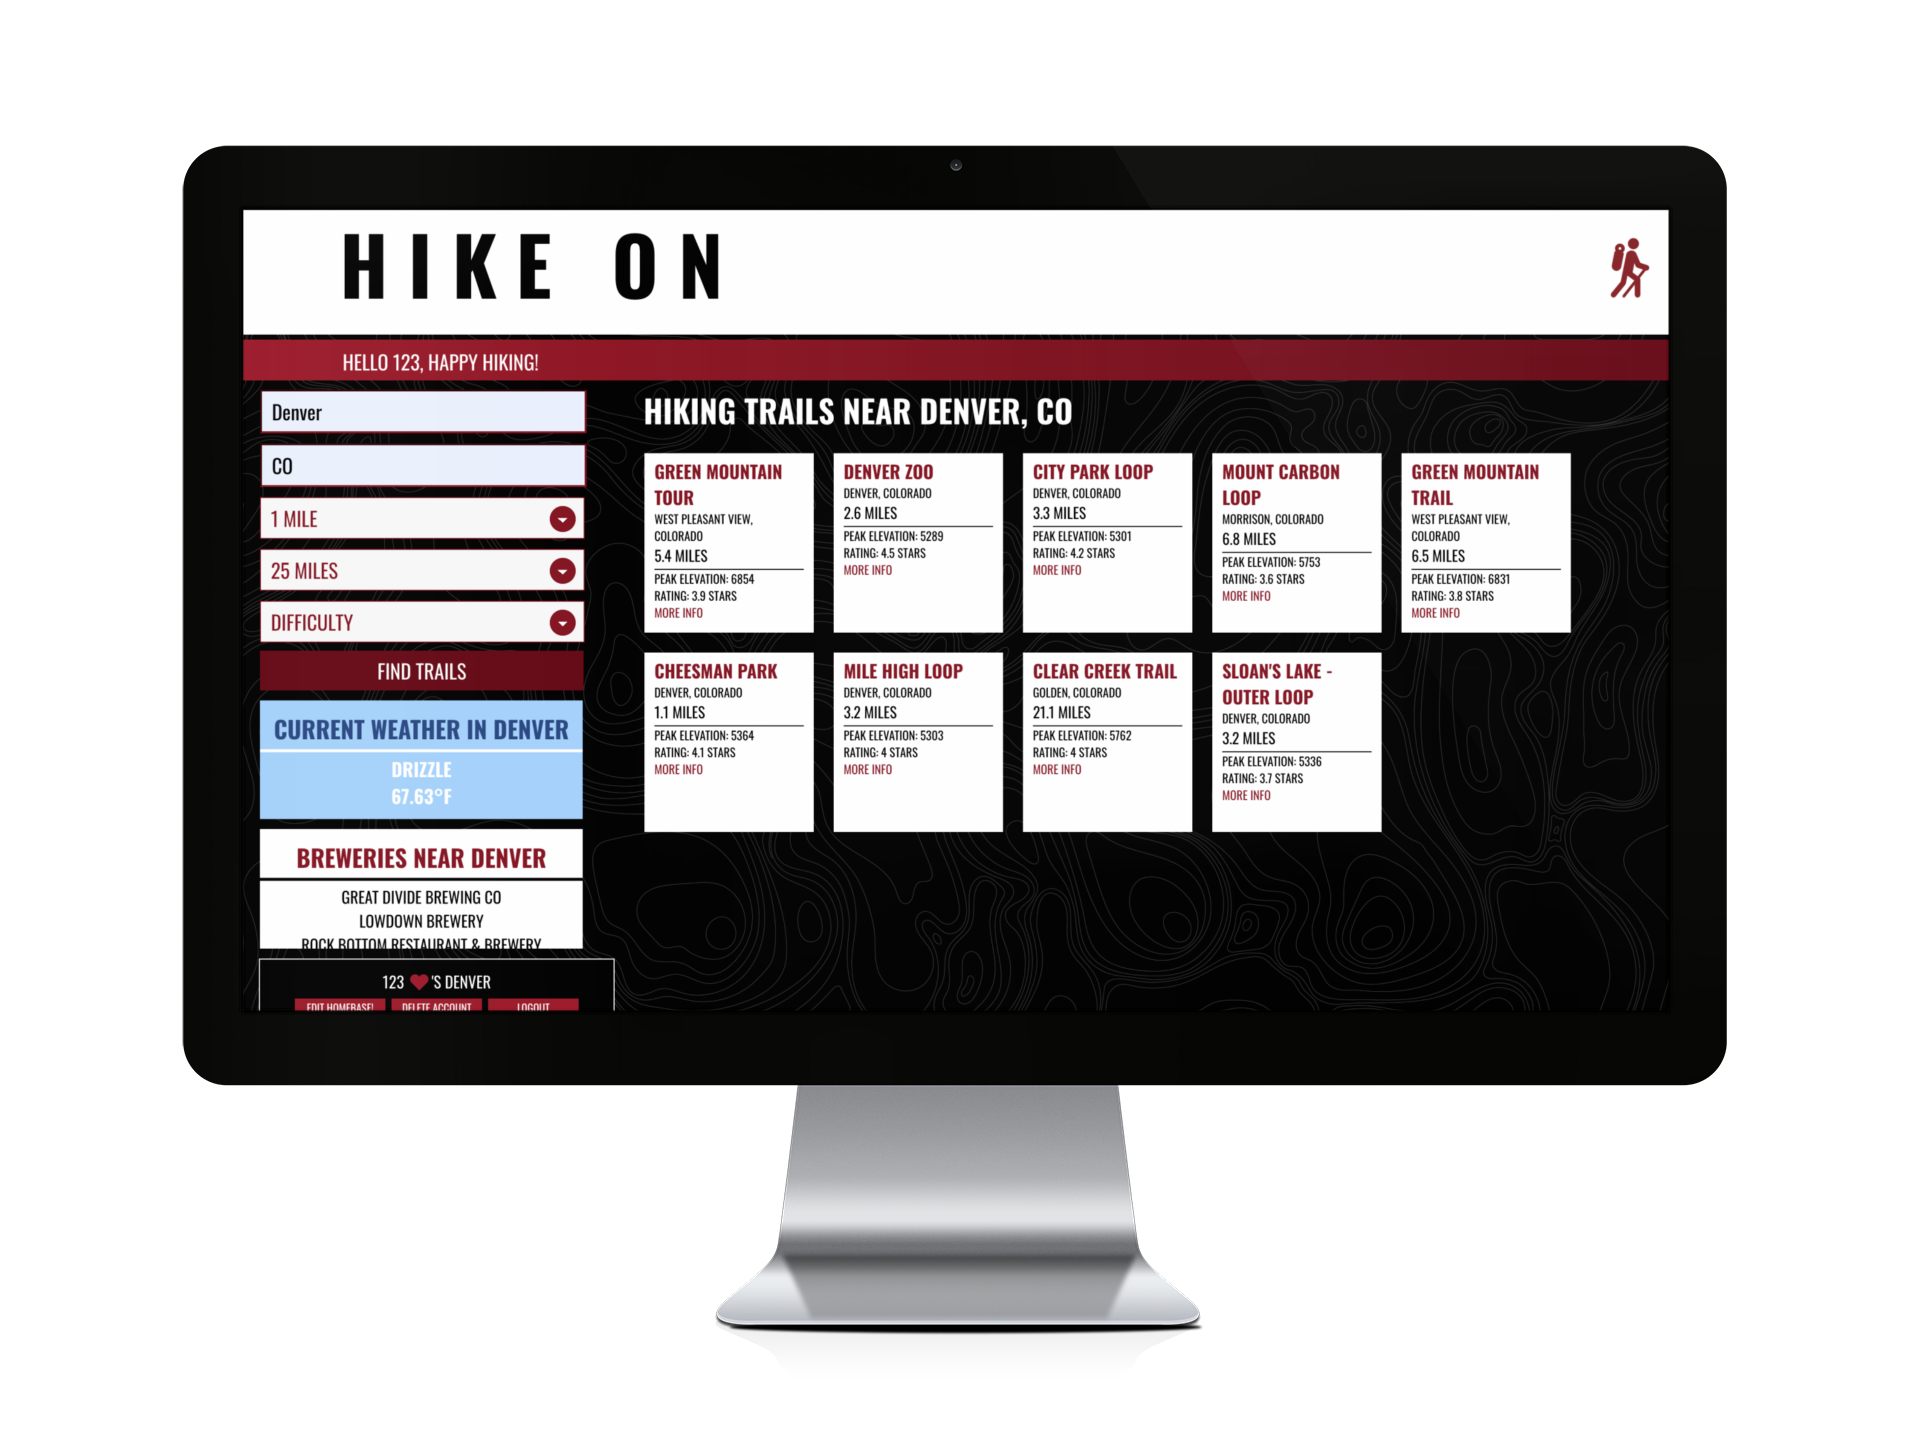 HIKE ON
HELLO 123, HAPPY HIKING!
Denver
CO
1 MILE
25 MILES
DIFFICULTY
FIND TRAILS
CURRENT WEATHER IN DENVER
DRIZZLE
67.63°F
BREWERIES NEAR DENVER
GREAT DIVIDE BREWING CO
LOWDOWN BREWERY
ROCK BOTTOM RESTAURANT & BREWERY
123 ❤'S DENVER
EDIT HOMEBASE!
DELETE ACCOUNT
LOGOUT
HIKING TRAILS NEAR DENVER, CO
GREEN MOUNTAIN
TOUR
WEST PLEASANT VIEW,
COLORADO
5.4 MILES
PEAK ELEVATION: 6854
RATING: 3.9 STARS
MORE INFO
DENVER ZOO
DENVER, COLORADO
2.6 MILES
PEAK ELEVATION: 5289
RATING: 4.5 STARS
MORE INFO
CITY PARK LOOP
DENVER, COLORADO
3.3 MILES
PEAK ELEVATION: 5301
RATING: 4.2 STARS
MORE INFO
MOUNT CARBON
LOOP
MORRISON, COLORADO
6.8 MILES
PEAK ELEVATION: 5753
RATING: 3.6 STARS
MORE INFO
GREEN MOUNTAIN
TRAIL
WEST PLEASANT VIEW,
COLORADO
6.5 MILES
PEAK ELEVATION: 6831
RATING: 3.8 STARS
MORE INFO
CHEESMAN PARK
DENVER, COLORADO
1.1 MILES
PEAK ELEVATION: 5364
RATING: 4.1 STARS
MORE INFO
MILE HIGH LOOP
DENVER, COLORADO
3.2 MILES
PEAK ELEVATION: 5303
RATING: 4 STARS
MORE INFO
CLEAR CREEK TRAIL
GOLDEN, COLORADO
21.1 MILES
PEAK ELEVATION: 5762
RATING: 4 STARS
MORE INFO
SLOAN'S LAKE -
OUTER LOOP
DENVER, COLORADO
3.2 MILES
PEAK ELEVATION: 5336
RATING: 3.7 STARS
MORE INFO